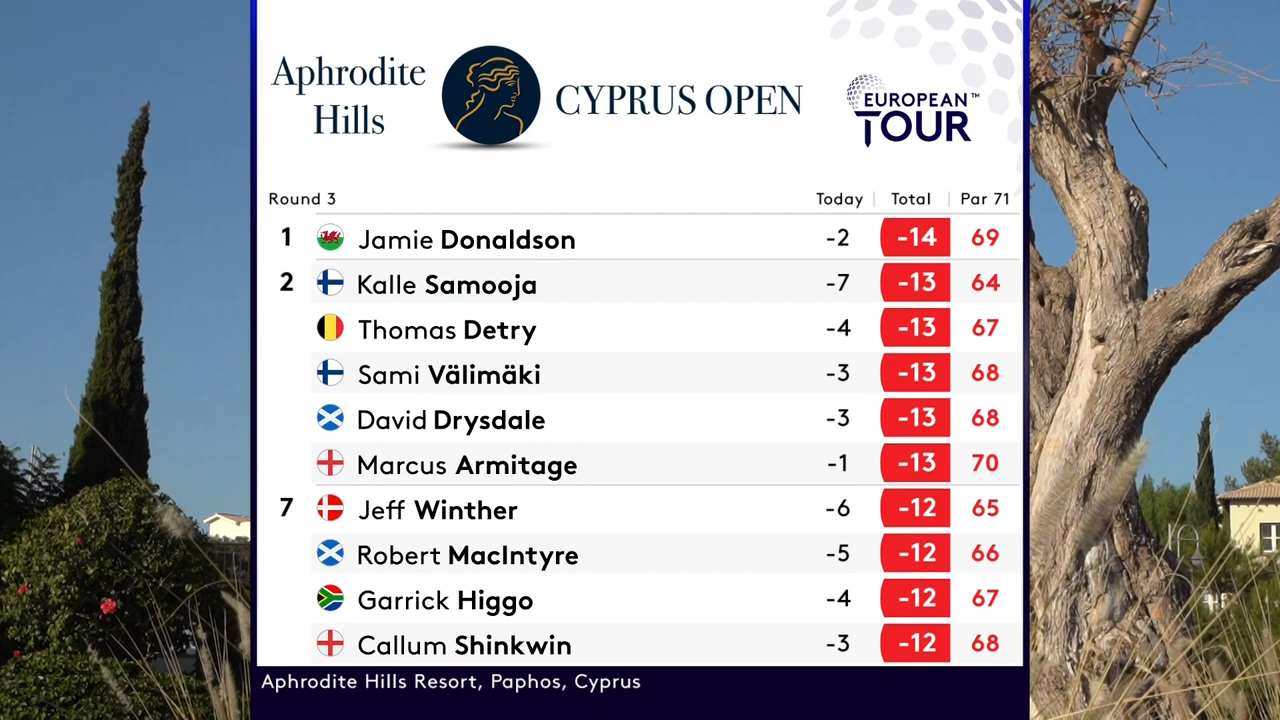 Aphrodite Hills
CYPRUS OPEN
EUROPEAN TOUR™
Round 3 Today Total Par 71
1 Jamie Donaldson -2 -14 69
2 Kalle Samooja -7 -13 64
Thomas Detry -4 -13 67
Sami Välimäki -3 -13 68
David Drysdale -3 -13 68
Marcus Armitage -1 -13 70
7 Jeff Winther -6 -12 65
Robert MacIntyre -5 -12 66
Garrick Higgo -4 -12 67
Callum Shinkwin -3 -12 68
Aphrodite Hills Resort, Paphos, Cyprus